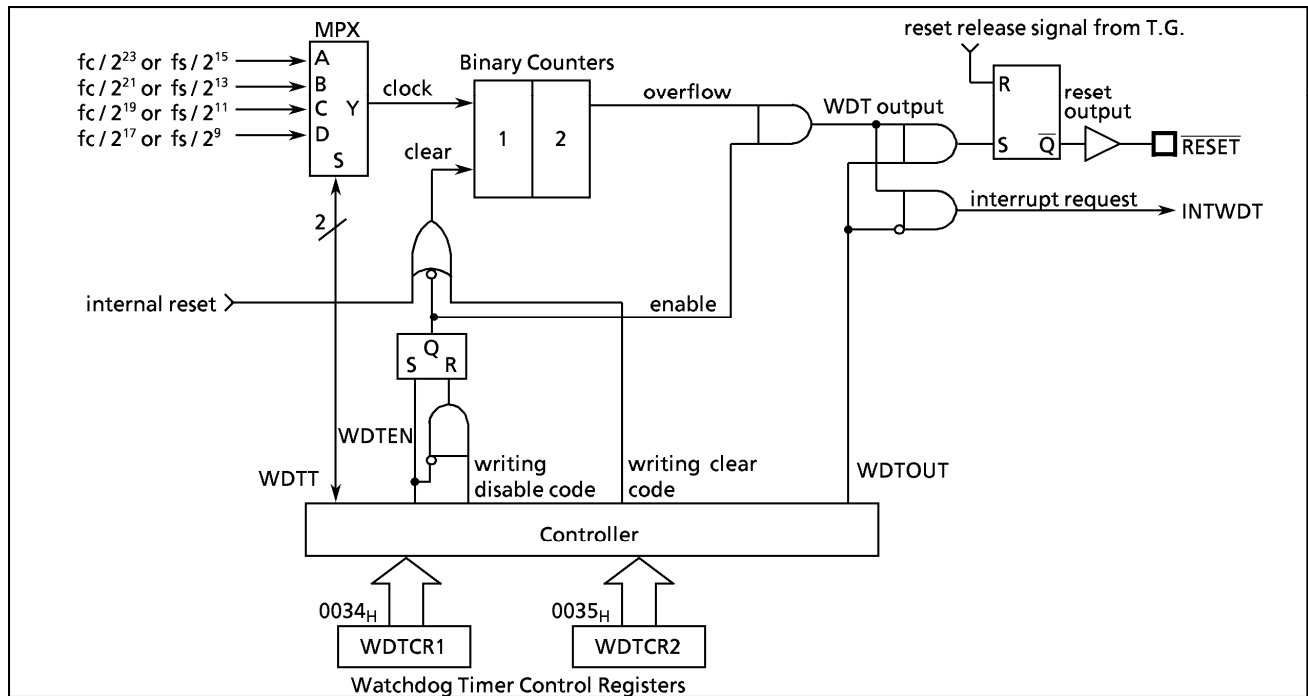 MPX
reset release signal from T.G.
fc / 2²³ or fs / 2¹⁵
fc / 2²¹ or fs / 2¹³
fc / 2¹⁹ or fs / 2¹¹
fc / 2¹⁷ or fs / 2⁹
A
B
C
D
Y
S
clock
clear
Binary Counters
1
2
overflow
WDT output
R
S
Q̅
reset
output
R̅E̅S̅E̅T̅
interrupt request
INTWDT
2
internal reset
enable
Q
S
R
WDTEN
WDTT
writing
disable code
writing clear
code
WDTOUT
Controller
0034H
0035H
WDTCR1
WDTCR2
Watchdog Timer Control Registers